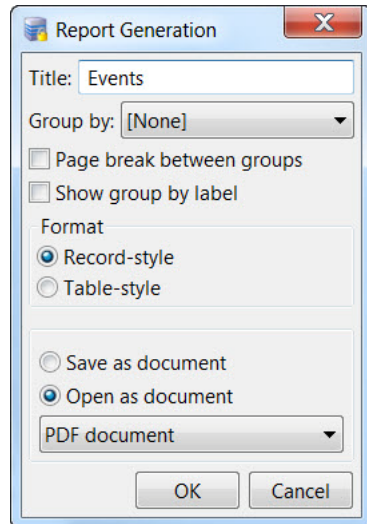 Report Generation
Title: Events
Group by: [None]
Page break between groups
Show group by label
Format
Record-style
Table-style
Save as document
Open as document
PDF document
OK Cancel